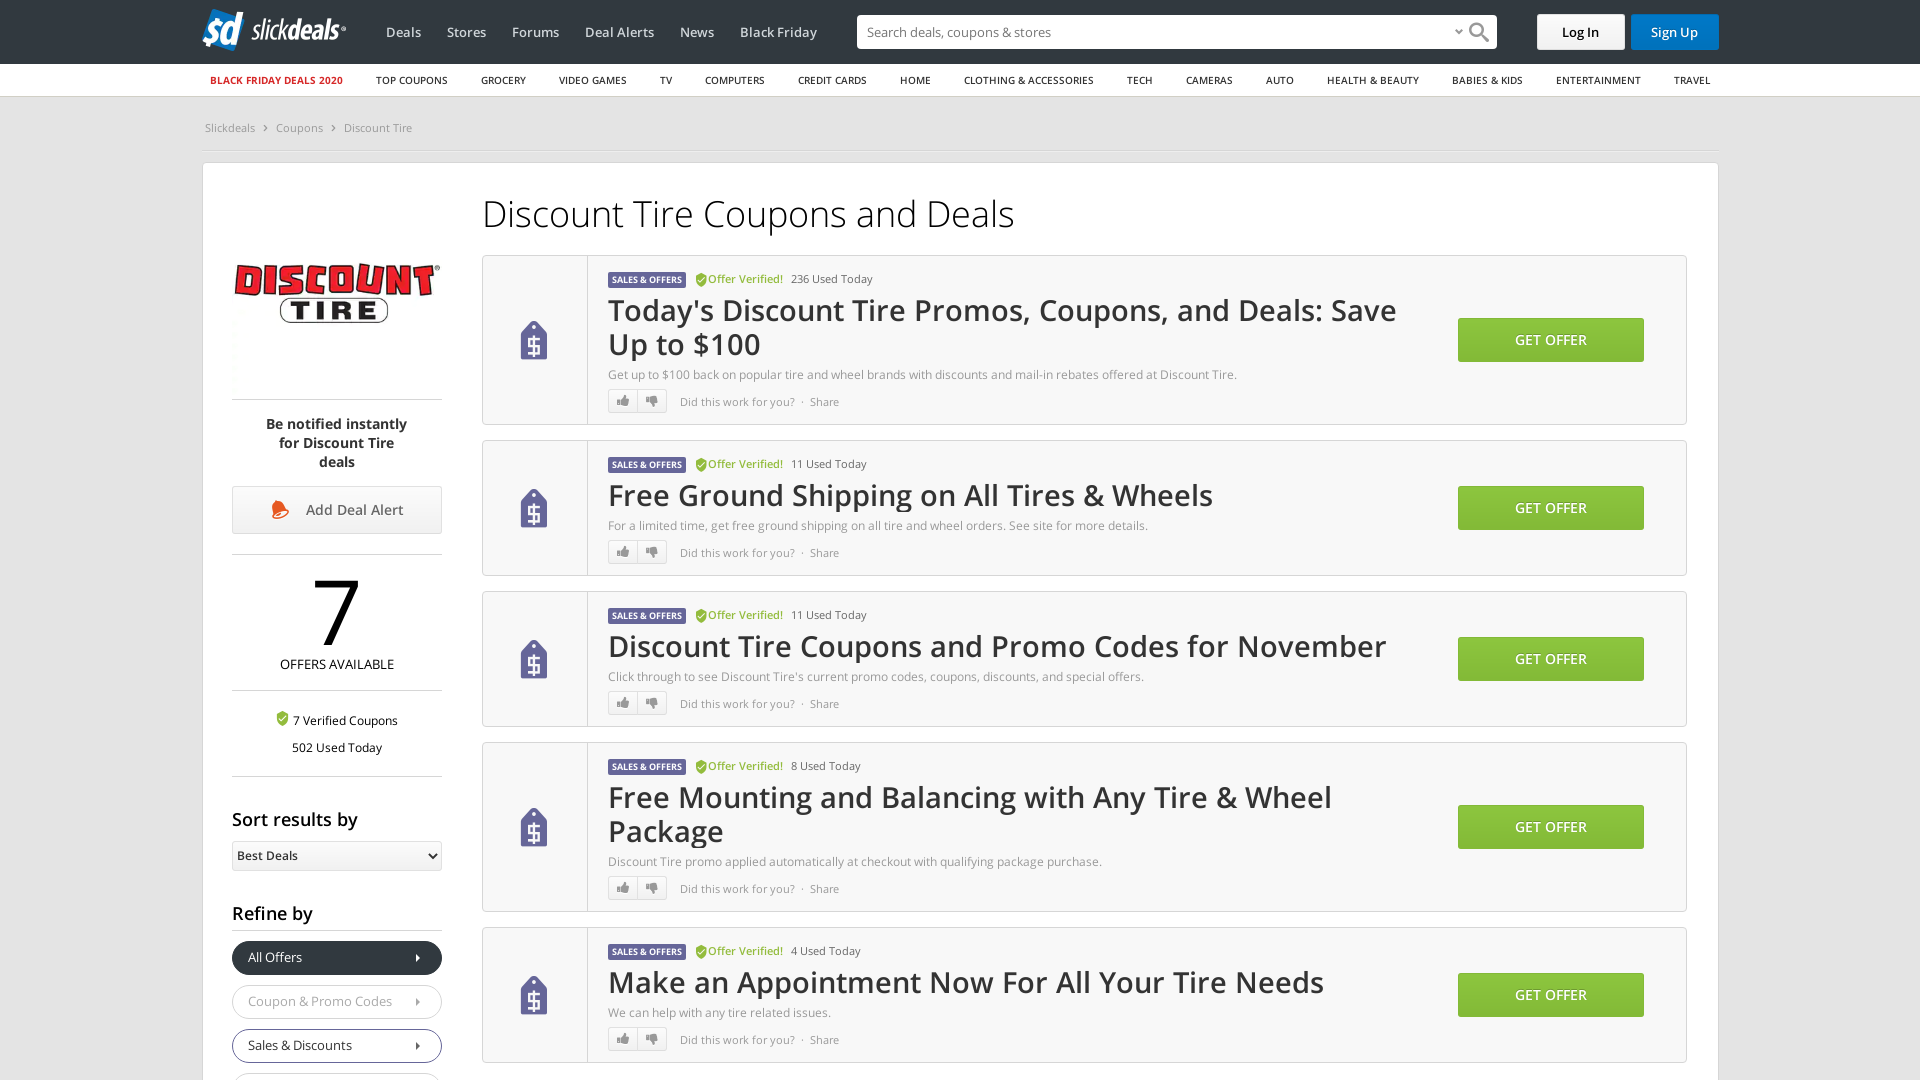 sd slickdeals®
Deals
Stores
Forums
Deal Alerts
News
Black Friday
Search deals, coupons & stores
Log In
Sign Up
BLACK FRIDAY DEALS 2020
TOP COUPONS
GROCERY
VIDEO GAMES
TV
COMPUTERS
CREDIT CARDS
HOME
CLOTHING & ACCESSORIES
TECH
CAMERAS
AUTO
HEALTH & BEAUTY
BABIES & KIDS
ENTERTAINMENT
TRAVEL
Slickdeals › Coupons › Discount Tire
DISCOUNT®
TIRE
Be notified instantly
for Discount Tire
deals
Add Deal Alert
7
OFFERS AVAILABLE
7 Verified Coupons
502 Used Today
Sort results by
Best Deals
Refine by
All Offers
Coupon & Promo Codes
Sales & Discounts
Discount Tire Coupons and Deals
SALES & OFFERS Offer Verified! 236 Used Today
Today's Discount Tire Promos, Coupons, and Deals: Save
Up to $100
Get up to $100 back on popular tire and wheel brands with discounts and mail-in rebates offered at Discount Tire.
Did this work for you? · Share
GET OFFER
SALES & OFFERS Offer Verified! 11 Used Today
Free Ground Shipping on All Tires & Wheels
For a limited time, get free ground shipping on all tire and wheel orders. See site for more details.
Did this work for you? · Share
GET OFFER
SALES & OFFERS Offer Verified! 11 Used Today
Discount Tire Coupons and Promo Codes for November
Click through to see Discount Tire's current promo codes, coupons, discounts, and special offers.
Did this work for you? · Share
GET OFFER
SALES & OFFERS Offer Verified! 8 Used Today
Free Mounting and Balancing with Any Tire & Wheel
Package
Discount Tire promo applied automatically at checkout with qualifying package purchase.
Did this work for you? · Share
GET OFFER
SALES & OFFERS Offer Verified! 4 Used Today
Make an Appointment Now For All Your Tire Needs
We can help with any tire related issues.
Did this work for you? · Share
GET OFFER